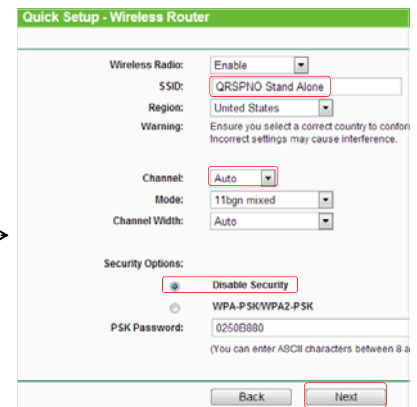 Quick Setup - Wireless Router
Wireless Radio: Enable
SSID: QRSPNO Stand Alone
Region: United States
Warning: Ensure you select a correct country to conform
Incorrect settings may cause interference.
Channel: Auto
Mode: 11bgn mixed
Channel Width: Auto
Security Options:
Disable Security
WPA-PSK/WPA2-PSK
PSK Password: 0250B880
(You can enter ASCII characters between 8 a
Back Next